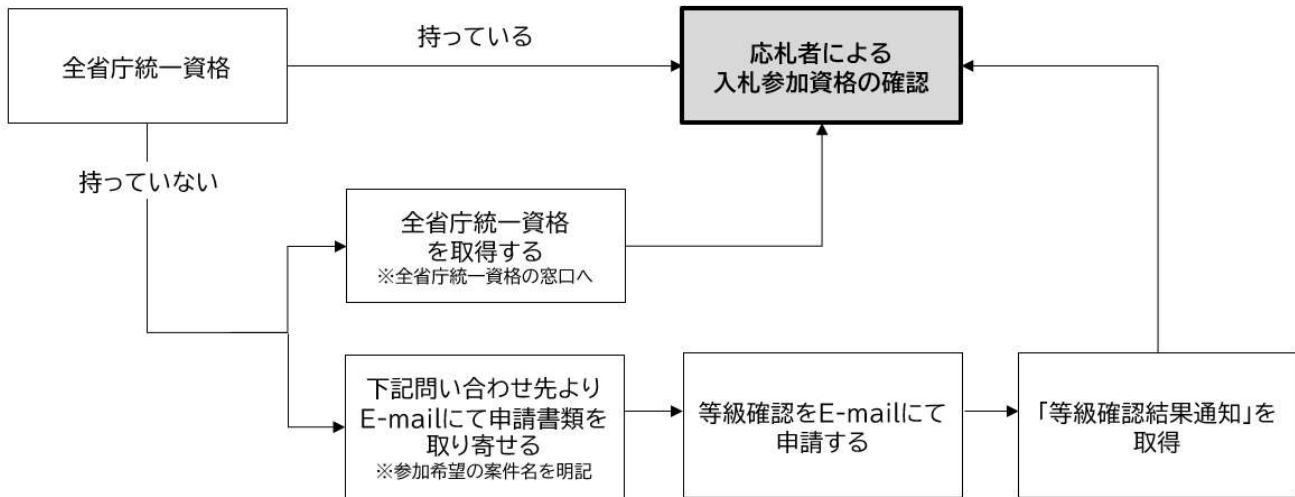 全省庁統一資格
持っている
応札者による
入札参加資格の確認
持っていない
全省庁統一資格
を取得する
※全省庁統一資格の窓口へ
下記問い合わせ先より
E-mailにて申請書類を
取り寄せる
※参加希望の案件名を明記
等級確認をE-mailにて
申請する
「等級確認結果通知」を
取得